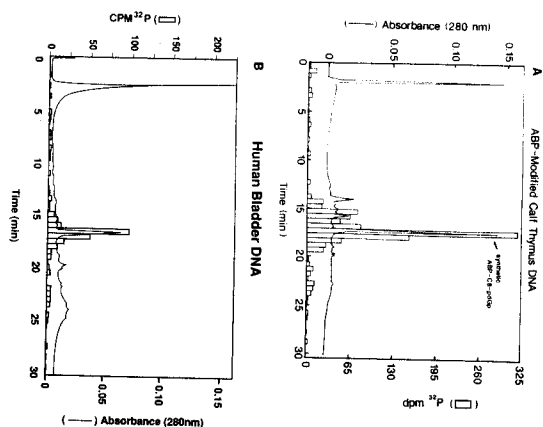 A
ABP-Modified Calf Thymus DNA
(——) Absorbance (280 nm)
0 0.05 0.10 0.15
0 5 10 15 20 25 30
Time (min)
synthetic
ABP-C8-pdGp
0 65 130 195 260 325
dpm 32P ( )
B
Human Bladder DNA
CPM 32P ( )
0 50 100 150 200
0 5 10 15 20 25 30
Time (min)
0 0.05 0.10 0.15
(——) Absorbance (280nm)